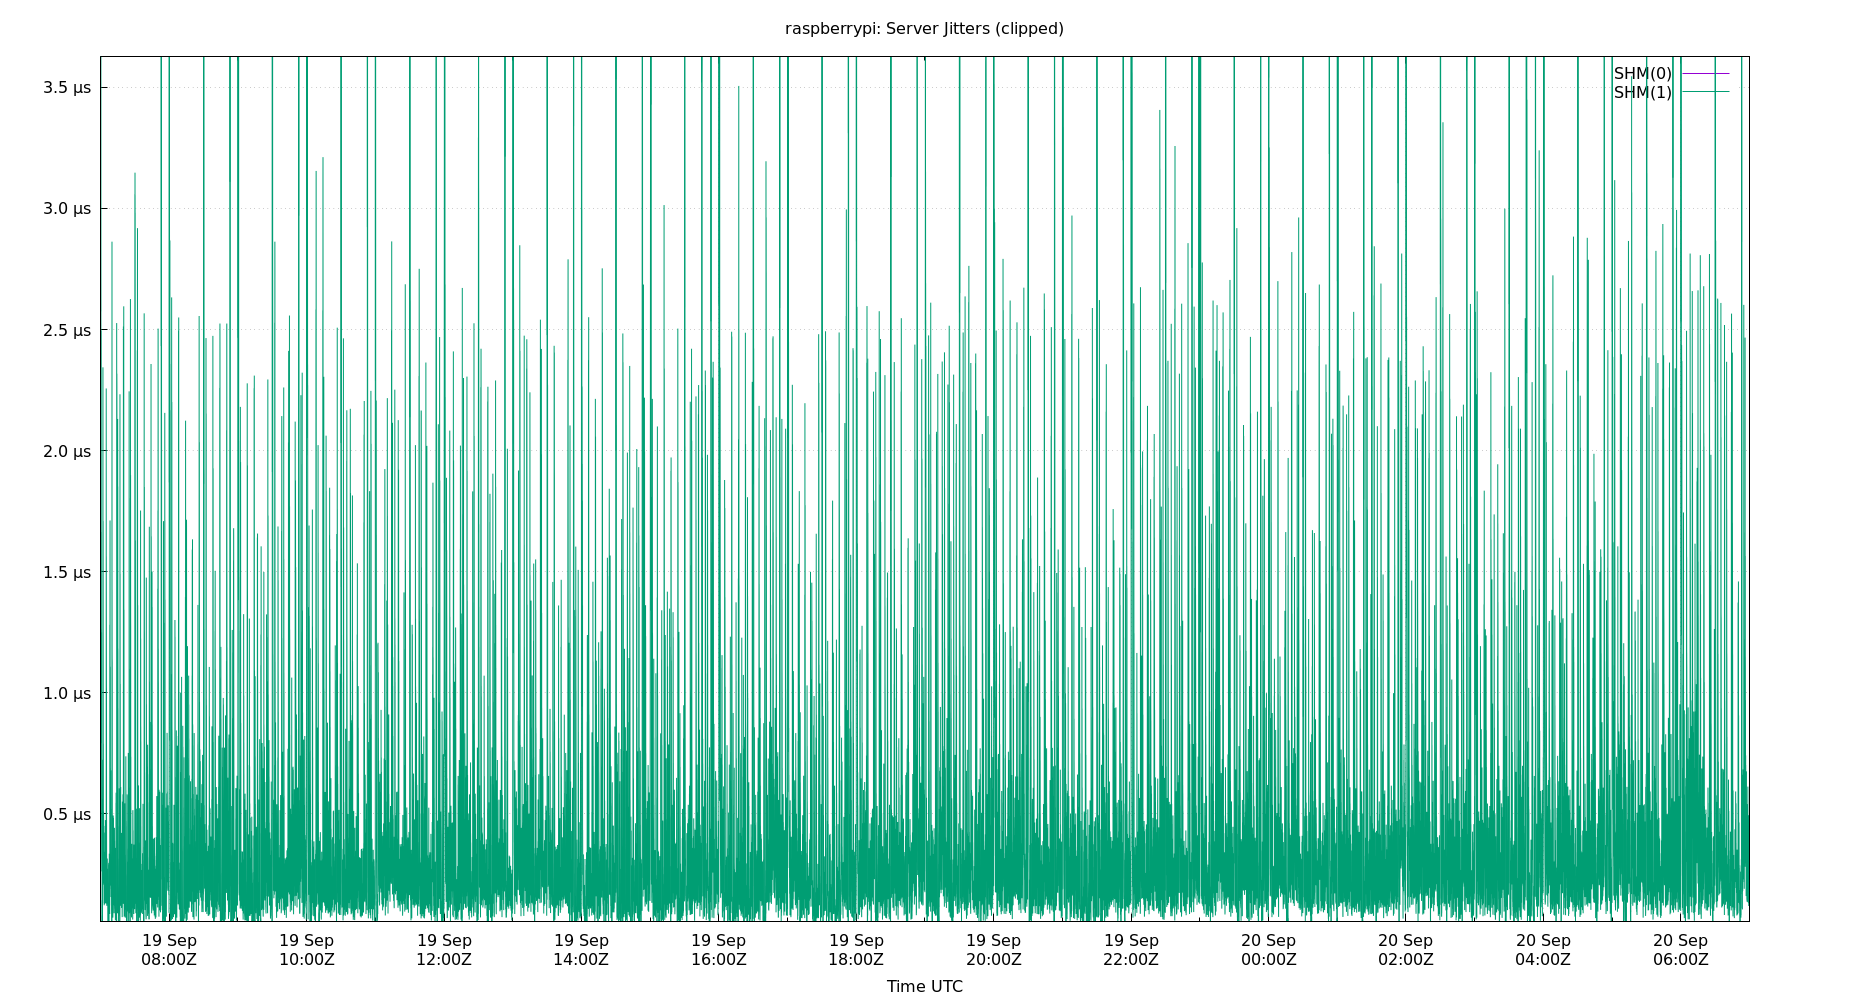 raspberrypi: Server Jitters (clipped)
SHM(0)
SHM(1)
3.5 µs
3.0 µs
2.5 µs
2.0 µs
1.5 µs
1.0 µs
0.5 µs
19 Sep 19 Sep 19 Sep 19 Sep 19 Sep 19 Sep 19 Sep 19 Sep 20 Sep 20 Sep 20 Sep 20 Sep
08:00Z 10:00Z 12:00Z 14:00Z 16:00Z 18:00Z 20:00Z 22:00Z 00:00Z 02:00Z 04:00Z 06:00Z
Time UTC